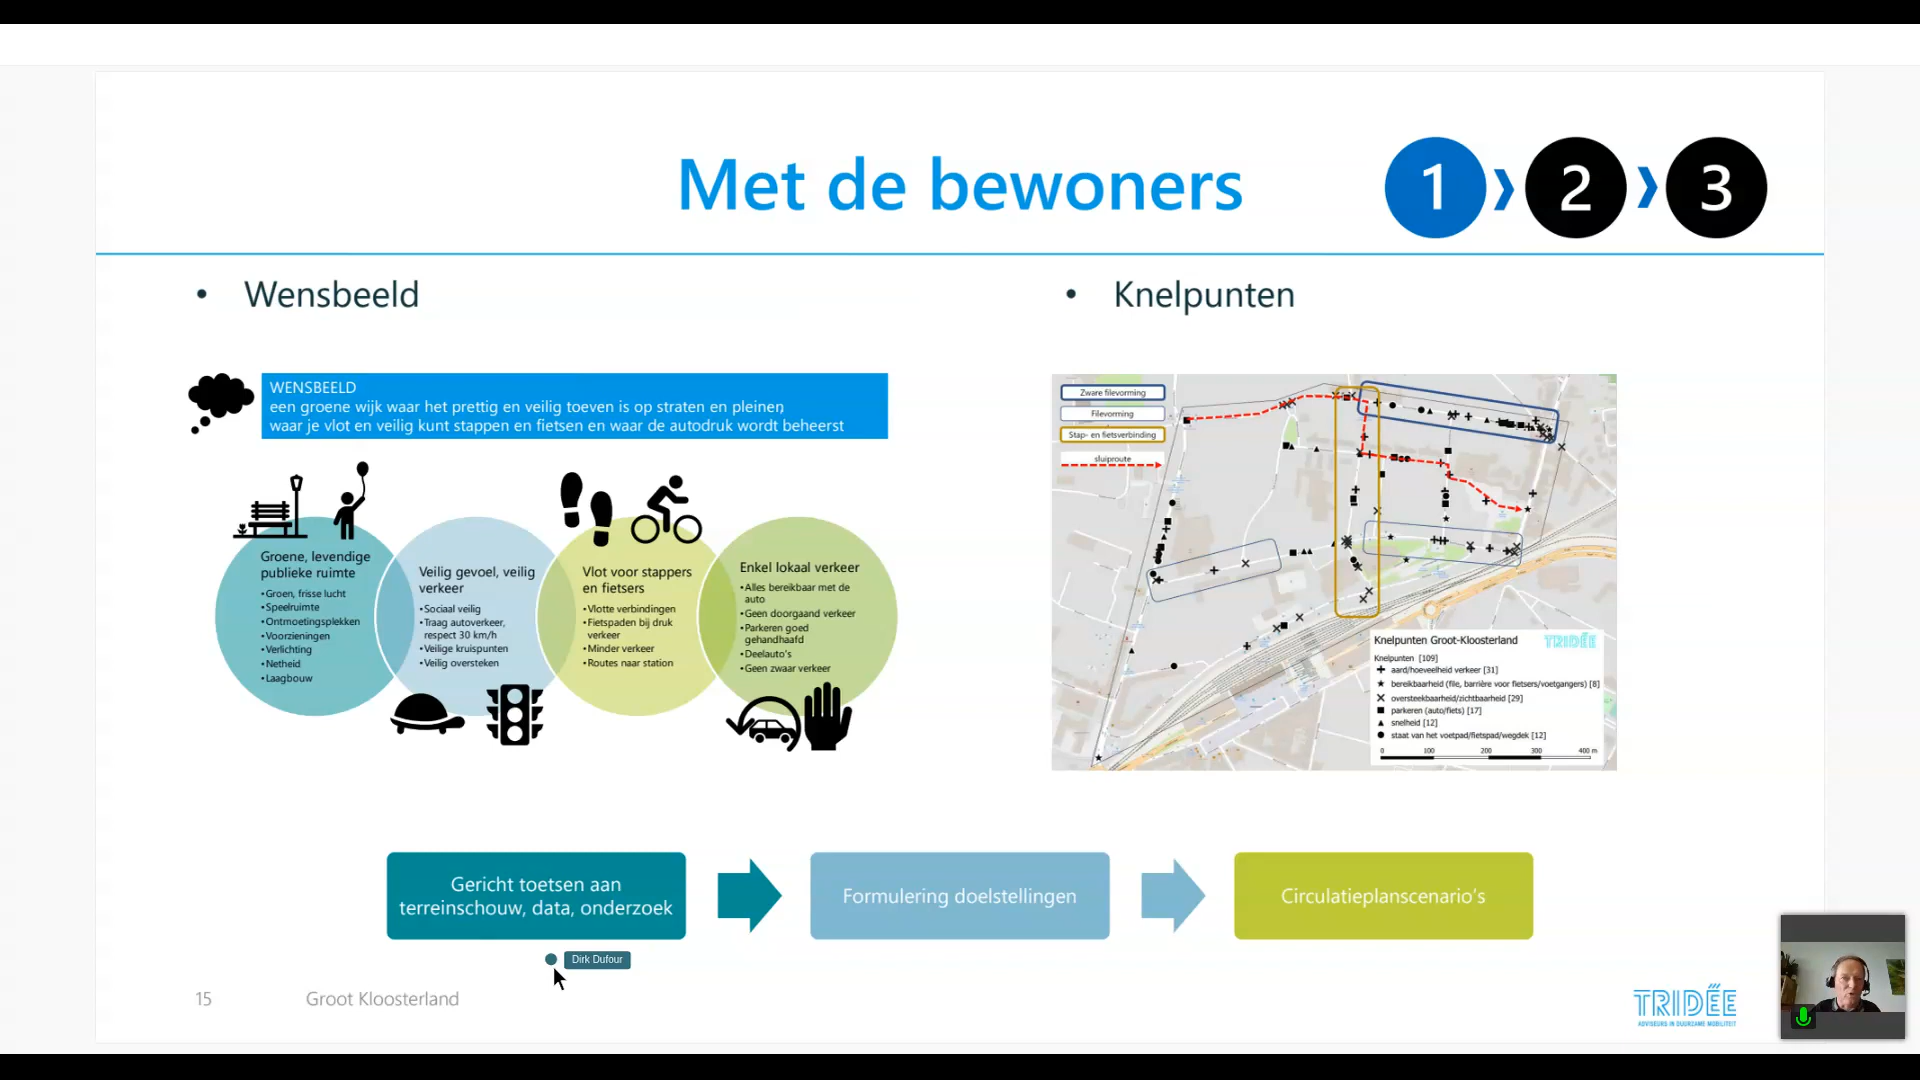 Met de bewoners
1
2
3
• Wensbeeld
WENSBEELD
een groene wijk waar het prettig en veilig toeven is op straten en pleinen,
waar je vlot en veilig kunt stappen en fietsen en waar de autodruk wordt beheerst
Groene, levendige
publieke ruimte
•Groen, frisse lucht
•Speelruimte
•Ontmoetingsplekken
•Voorzieningen
•Verlichting
•Netheid
•Laagbouw
Veilig gevoel, veilig
verkeer
•Sociaal veilig
•Traag autoverkeer,
respect 30 km/h
•Veilige kruispunten
•Veilig oversteken
Vlot voor stappers
en fietsers
•Vlotte verbindingen
•Fietspaden bij druk
verkeer
•Minder verkeer
•Routes naar station
Enkel lokaal verkeer
•Alles bereikbaar met de
auto
•Geen doorgaand verkeer
•Parkeren goed
gehandhaafd
•Deelauto's
•Geen zwaar verkeer
• Knelpunten
Zware filevorming
Filevorming
Stap- en fietsverbinding
sluiproute
Knelpunten Groot-Kloosterland
TRIDÉE
Knelpunten [109]
aard/hoeveelheid verkeer [31]
bereikbaarheid (file, barrière voor fietsers/voetgangers) [8]
oversteekbaarheid/zichtbaarheid [29]
parkeren (auto/fiets) [17]
snelheid [12]
staat van het voetpad/fietspad/wegdek [12]
0 100 200 300 400 m
Gericht toetsen aan
terreinschouw, data, onderzoek
Formulering doelstellingen
Circulatieplanscenario's
Dirk Dufour
15 Groot Kloosterland
TRIDÉE
ADVISEURS IN DUURZAME MOBILITEIT